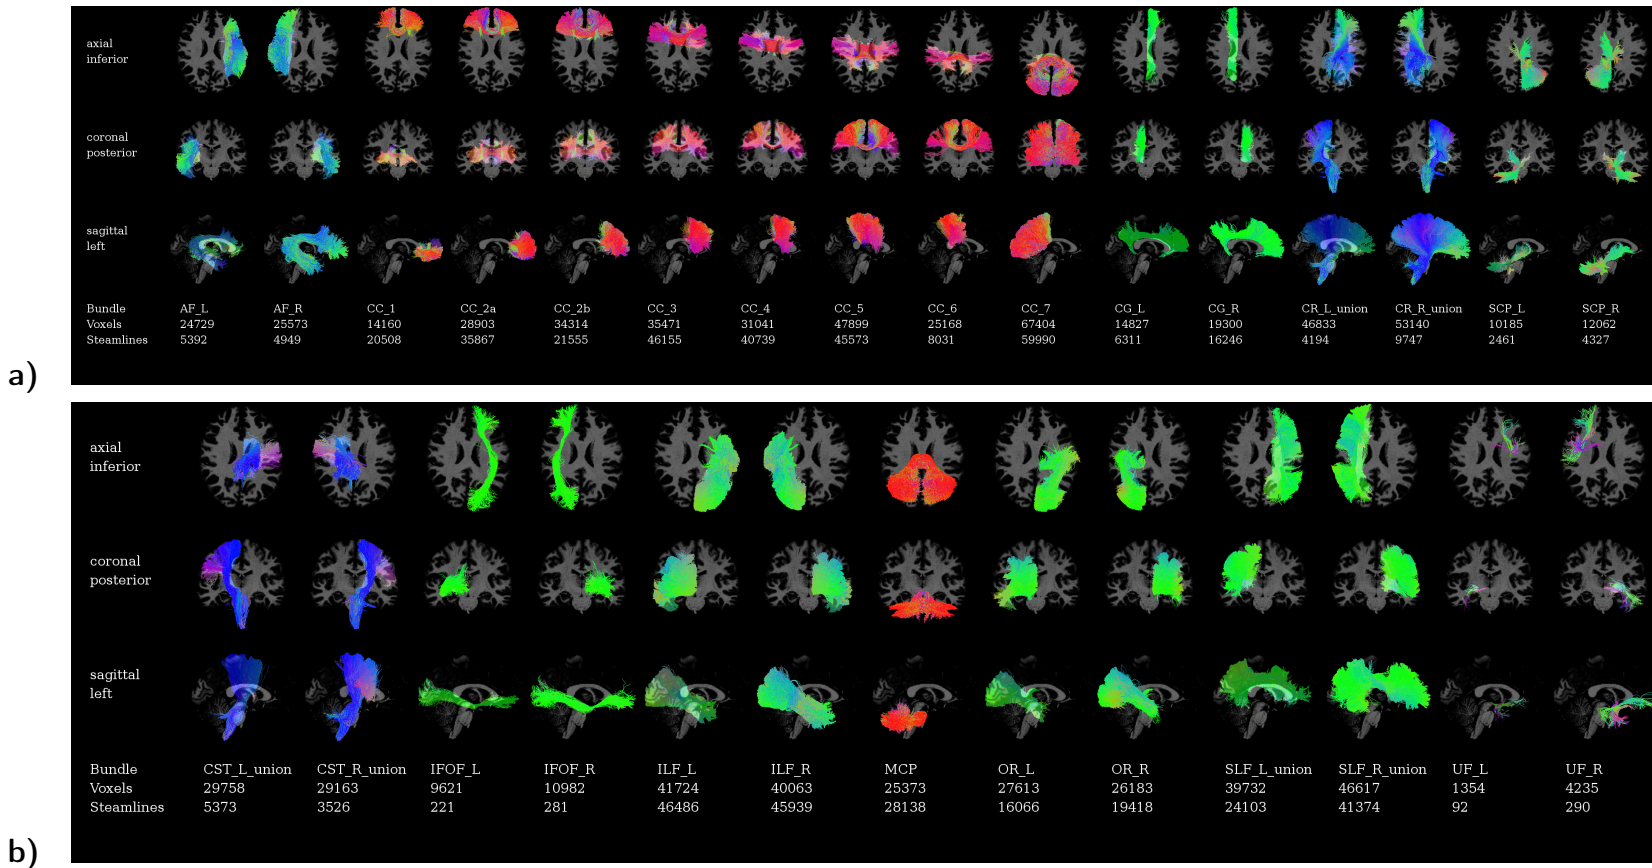 axial
inferior
coronal
posterior
sagittal
left
Bundle AF_L AF_R CC_1 CC_2a CC_2b CC_3 CC_4 CC_5 CC_6 CC_7 CG_L CG_R CR_L_union CR_R_union SCP_L SCP_R
Voxels 24729 25573 14160 28903 34314 35471 31041 47899 25168 67404 14827 19300 46833 53140 10185 12062
Steamlines 5392 4949 20508 35867 21555 46155 40739 45573 8031 59990 6311 16246 4194 9747 2461 4327
a)
axial
inferior
coronal
posterior
sagittal
left
Bundle CST_L_union CST_R_union IFOF_L IFOF_R ILF_L ILF_R MCP OR_L OR_R SLF_L_union SLF_R_union UF_L UF_R
Voxels 29758 29163 9621 10982 41724 40063 25373 27613 26183 39732 46617 1354 4235
Steamlines 5373 3526 221 281 46486 45939 28138 16066 19418 24103 41374 92 290
b)